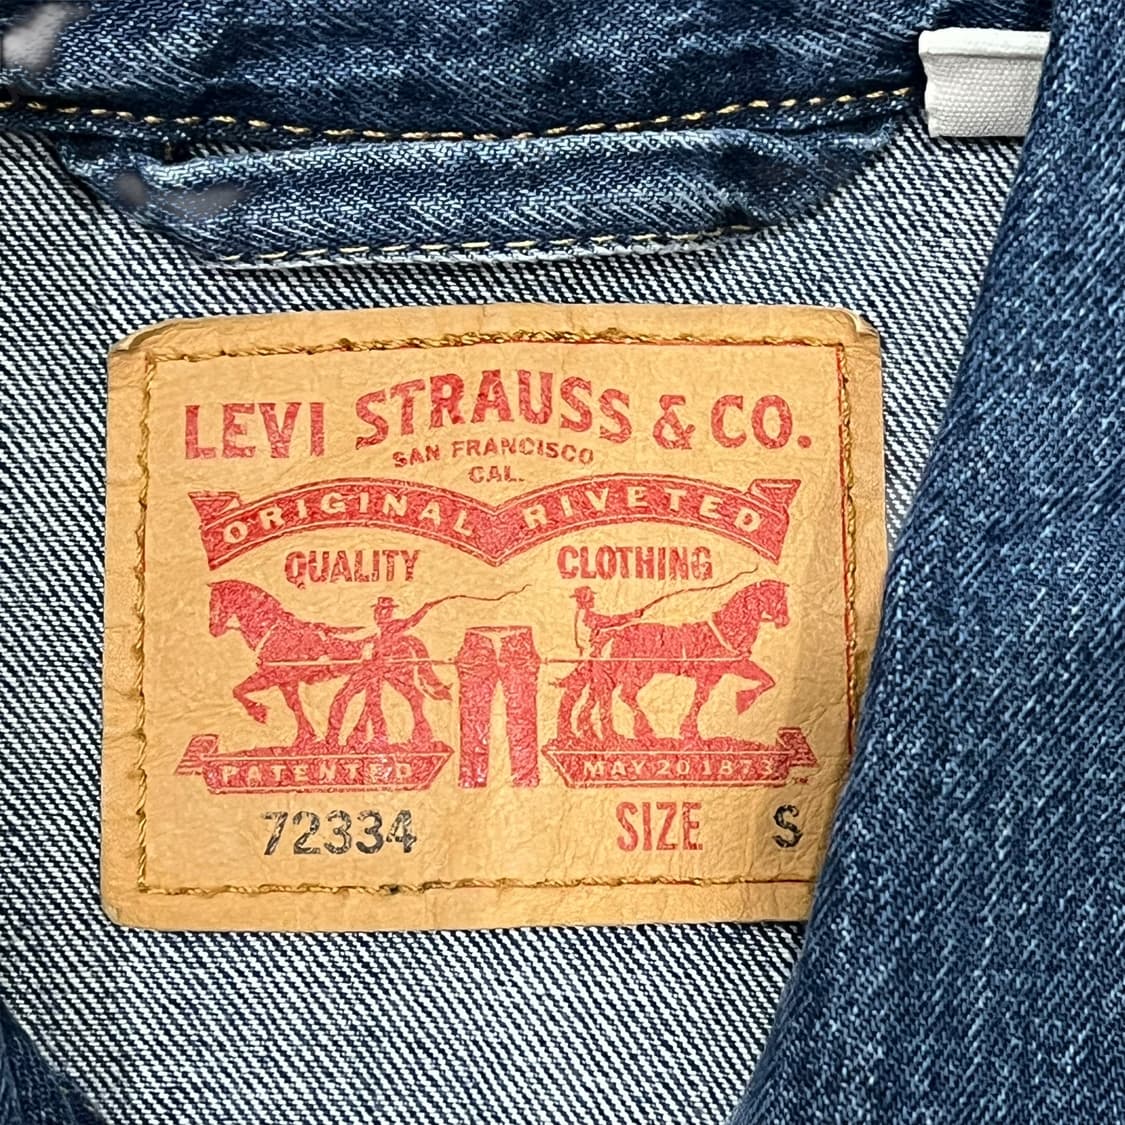 LEVI STRAUSS & CO.
SAN FRANCISCO
CAL.
ORIGINAL RIVETED
QUALITY CLOTHING
PATENTED MAY 20 1873
72334 SIZE S